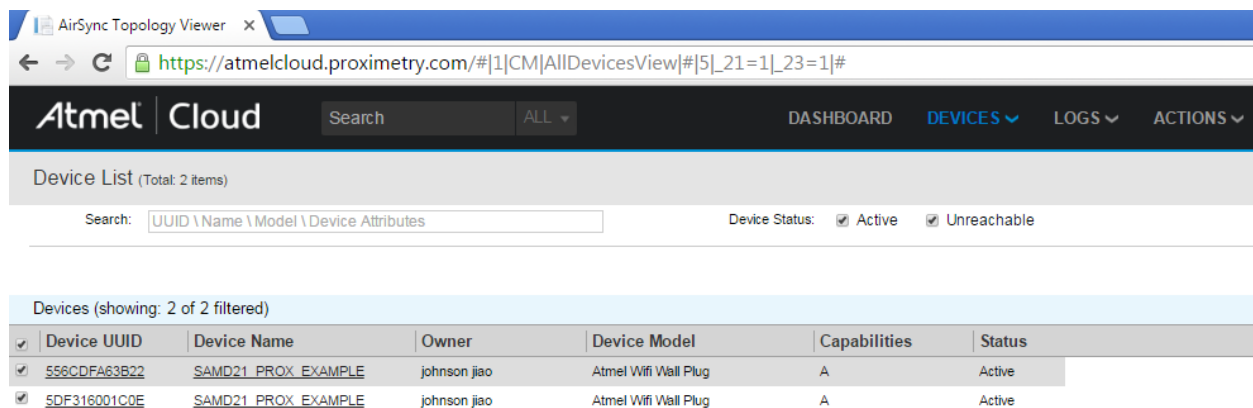 AirSync Topology Viewer
https://atmelcloud.proximetry.com/#|1|CM|AllDevicesView|#|5|_21=1|_23=1|#
Atmel Cloud Search ALL DASHBOARD DEVICES LOGS ACTIONS
Device List (Total: 2 items)
Search: UUID \ Name \ Model \ Device Attributes Device Status: Active Unreachable
Devices (showing: 2 of 2 filtered)
Device UUID Device Name Owner Device Model Capabilities Status
556CDFA63B22 SAMD21_PROX_EXAMPLE johnson jiao Atmel Wifi Wall Plug A Active
5DF316001C0E SAMD21_PROX_EXAMPLE johnson jiao Atmel Wifi Wall Plug A Active